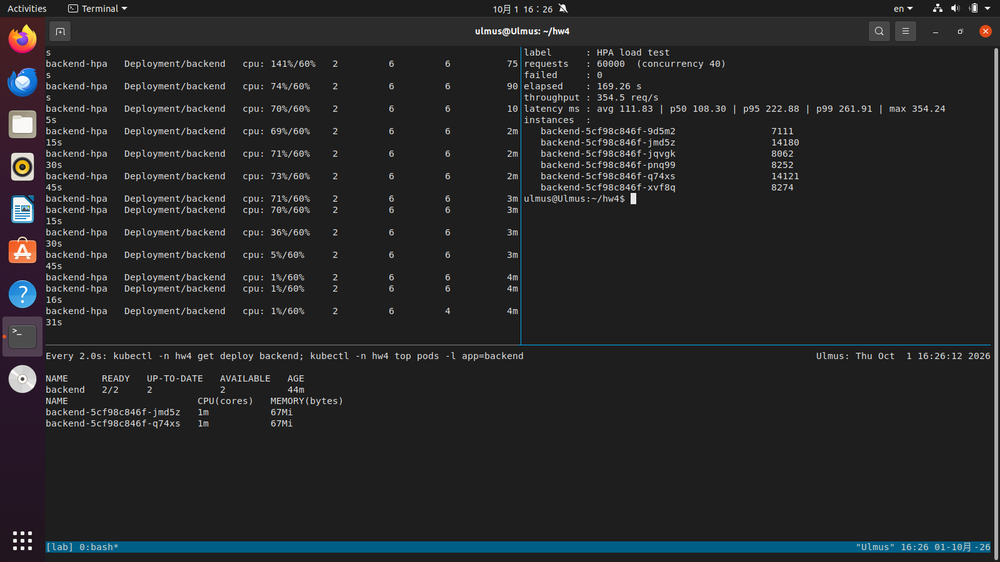 Activities
Terminal
10月 1 16：26
en
ulmus@Ulmus: ~/hw4
s
backend-hpa   Deployment/backend   cpu: 141%/60%   2         6         6          75
s
backend-hpa   Deployment/backend   cpu: 74%/60%    2         6         6          90
s
backend-hpa   Deployment/backend   cpu: 70%/60%    2         6         6          10
5s
backend-hpa   Deployment/backend   cpu: 69%/60%    2         6         6          2m
15s
backend-hpa   Deployment/backend   cpu: 71%/60%    2         6         6          2m
30s
backend-hpa   Deployment/backend   cpu: 73%/60%    2         6         6          2m
45s
backend-hpa   Deployment/backend   cpu: 71%/60%    2         6         6          3m
backend-hpa   Deployment/backend   cpu: 70%/60%    2         6         6          3m
15s
backend-hpa   Deployment/backend   cpu: 36%/60%    2         6         6          3m
30s
backend-hpa   Deployment/backend   cpu: 5%/60%     2         6         6          3m
45s
backend-hpa   Deployment/backend   cpu: 1%/60%     2         6         6          4m
backend-hpa   Deployment/backend   cpu: 1%/60%     2         6         6          4m
16s
backend-hpa   Deployment/backend   cpu: 1%/60%     2         6         4          4m
31s
label      : HPA load test
requests   : 60000  (concurrency 40)
failed     : 0
elapsed    : 169.26 s
throughput : 354.5 req/s
latency ms : avg 111.83 | p50 108.30 | p95 222.88 | p99 261.91 | max 354.24
instances  :
   backend-5cf98c846f-9d5m2                 7111
   backend-5cf98c846f-jmd5z                 14180
   backend-5cf98c846f-jqvgk                 8062
   backend-5cf98c846f-pnq99                 8252
   backend-5cf98c846f-q74xs                 14121
   backend-5cf98c846f-xvf8q                 8274
ulmus@Ulmus:~/hw4$
Every 2.0s: kubectl -n hw4 get deploy backend; kubectl -n hw4 top pods -l app=backend          Ulmus: Thu Oct  1 16:26:12 2026
NAME      READY   UP-TO-DATE   AVAILABLE   AGE
backend   2/2     2            2           44m
NAME                       CPU(cores)   MEMORY(bytes)
backend-5cf98c846f-jmd5z   1m           67Mi
backend-5cf98c846f-q74xs   1m           67Mi
[lab] 0:bash*          "Ulmus" 16:26 01-10月-26